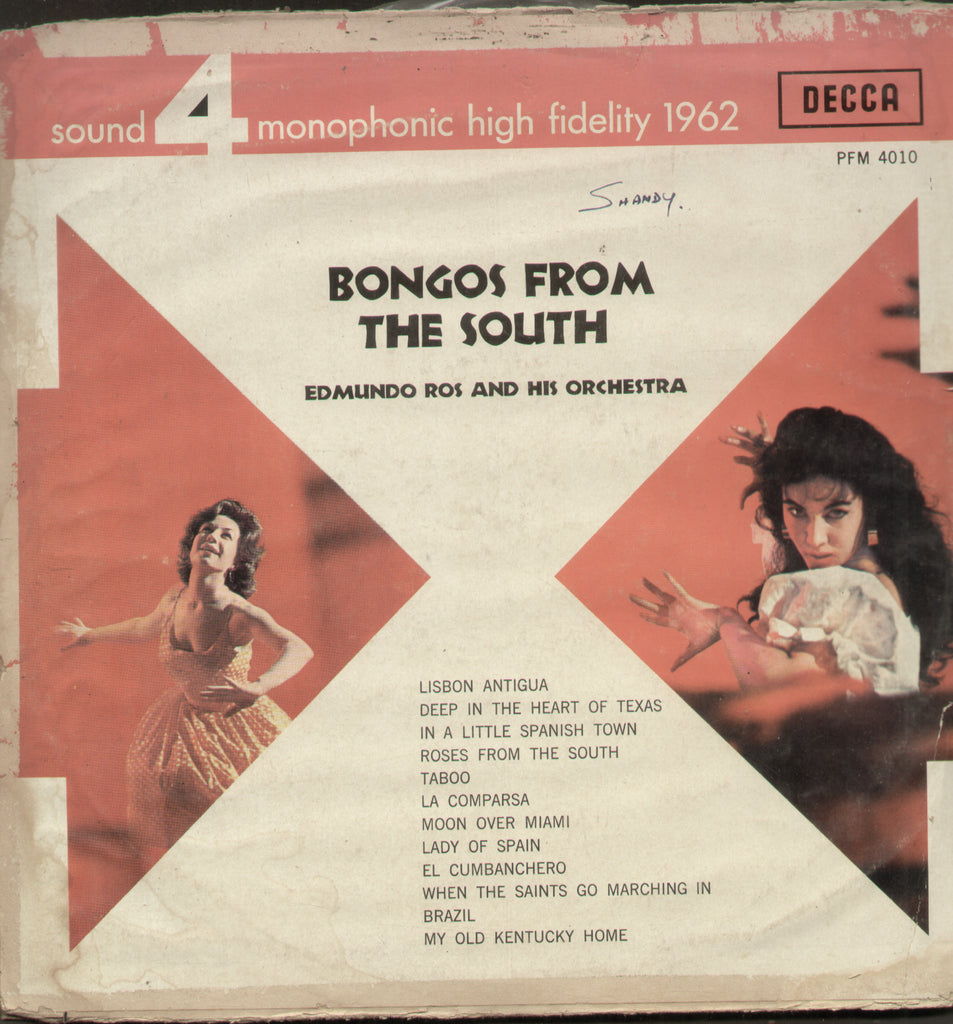 sound 4 monophonic high fidelity 1962
DECCA
PFM 4010
SHANDY.
BONGOS FROM
THE SOUTH
EDMUNDO ROS AND HIS ORCHESTRA
LISBON ANTIGUA
DEEP IN THE HEART OF TEXAS
IN A LITTLE SPANISH TOWN
ROSES FROM THE SOUTH
TABOO
LA COMPARSA
MOON OVER MIAMI
LADY OF SPAIN
EL CUMBANCHERO
WHEN THE SAINTS GO MARCHING IN
BRAZIL
MY OLD KENTUCKY HOME